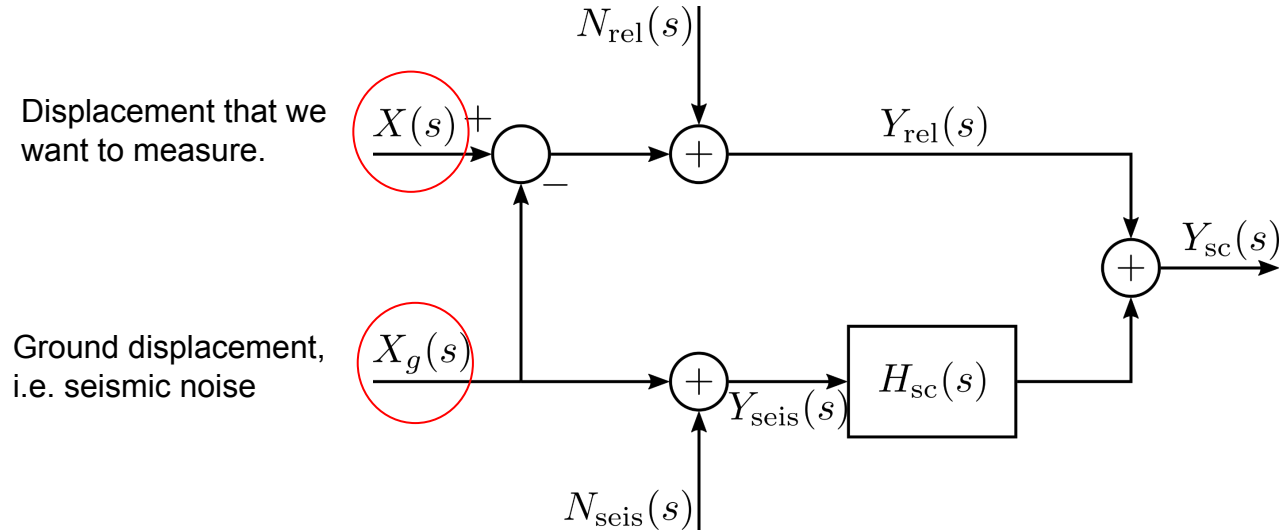 N_rel(s)
Displacement that we
want to measure.
X(s)
+
−
+
Y_rel(s)
Y_sc(s)
+
Ground displacement,
i.e. seismic noise
X_g(s)
+
Y_seis(s)
H_sc(s)
N_seis(s)